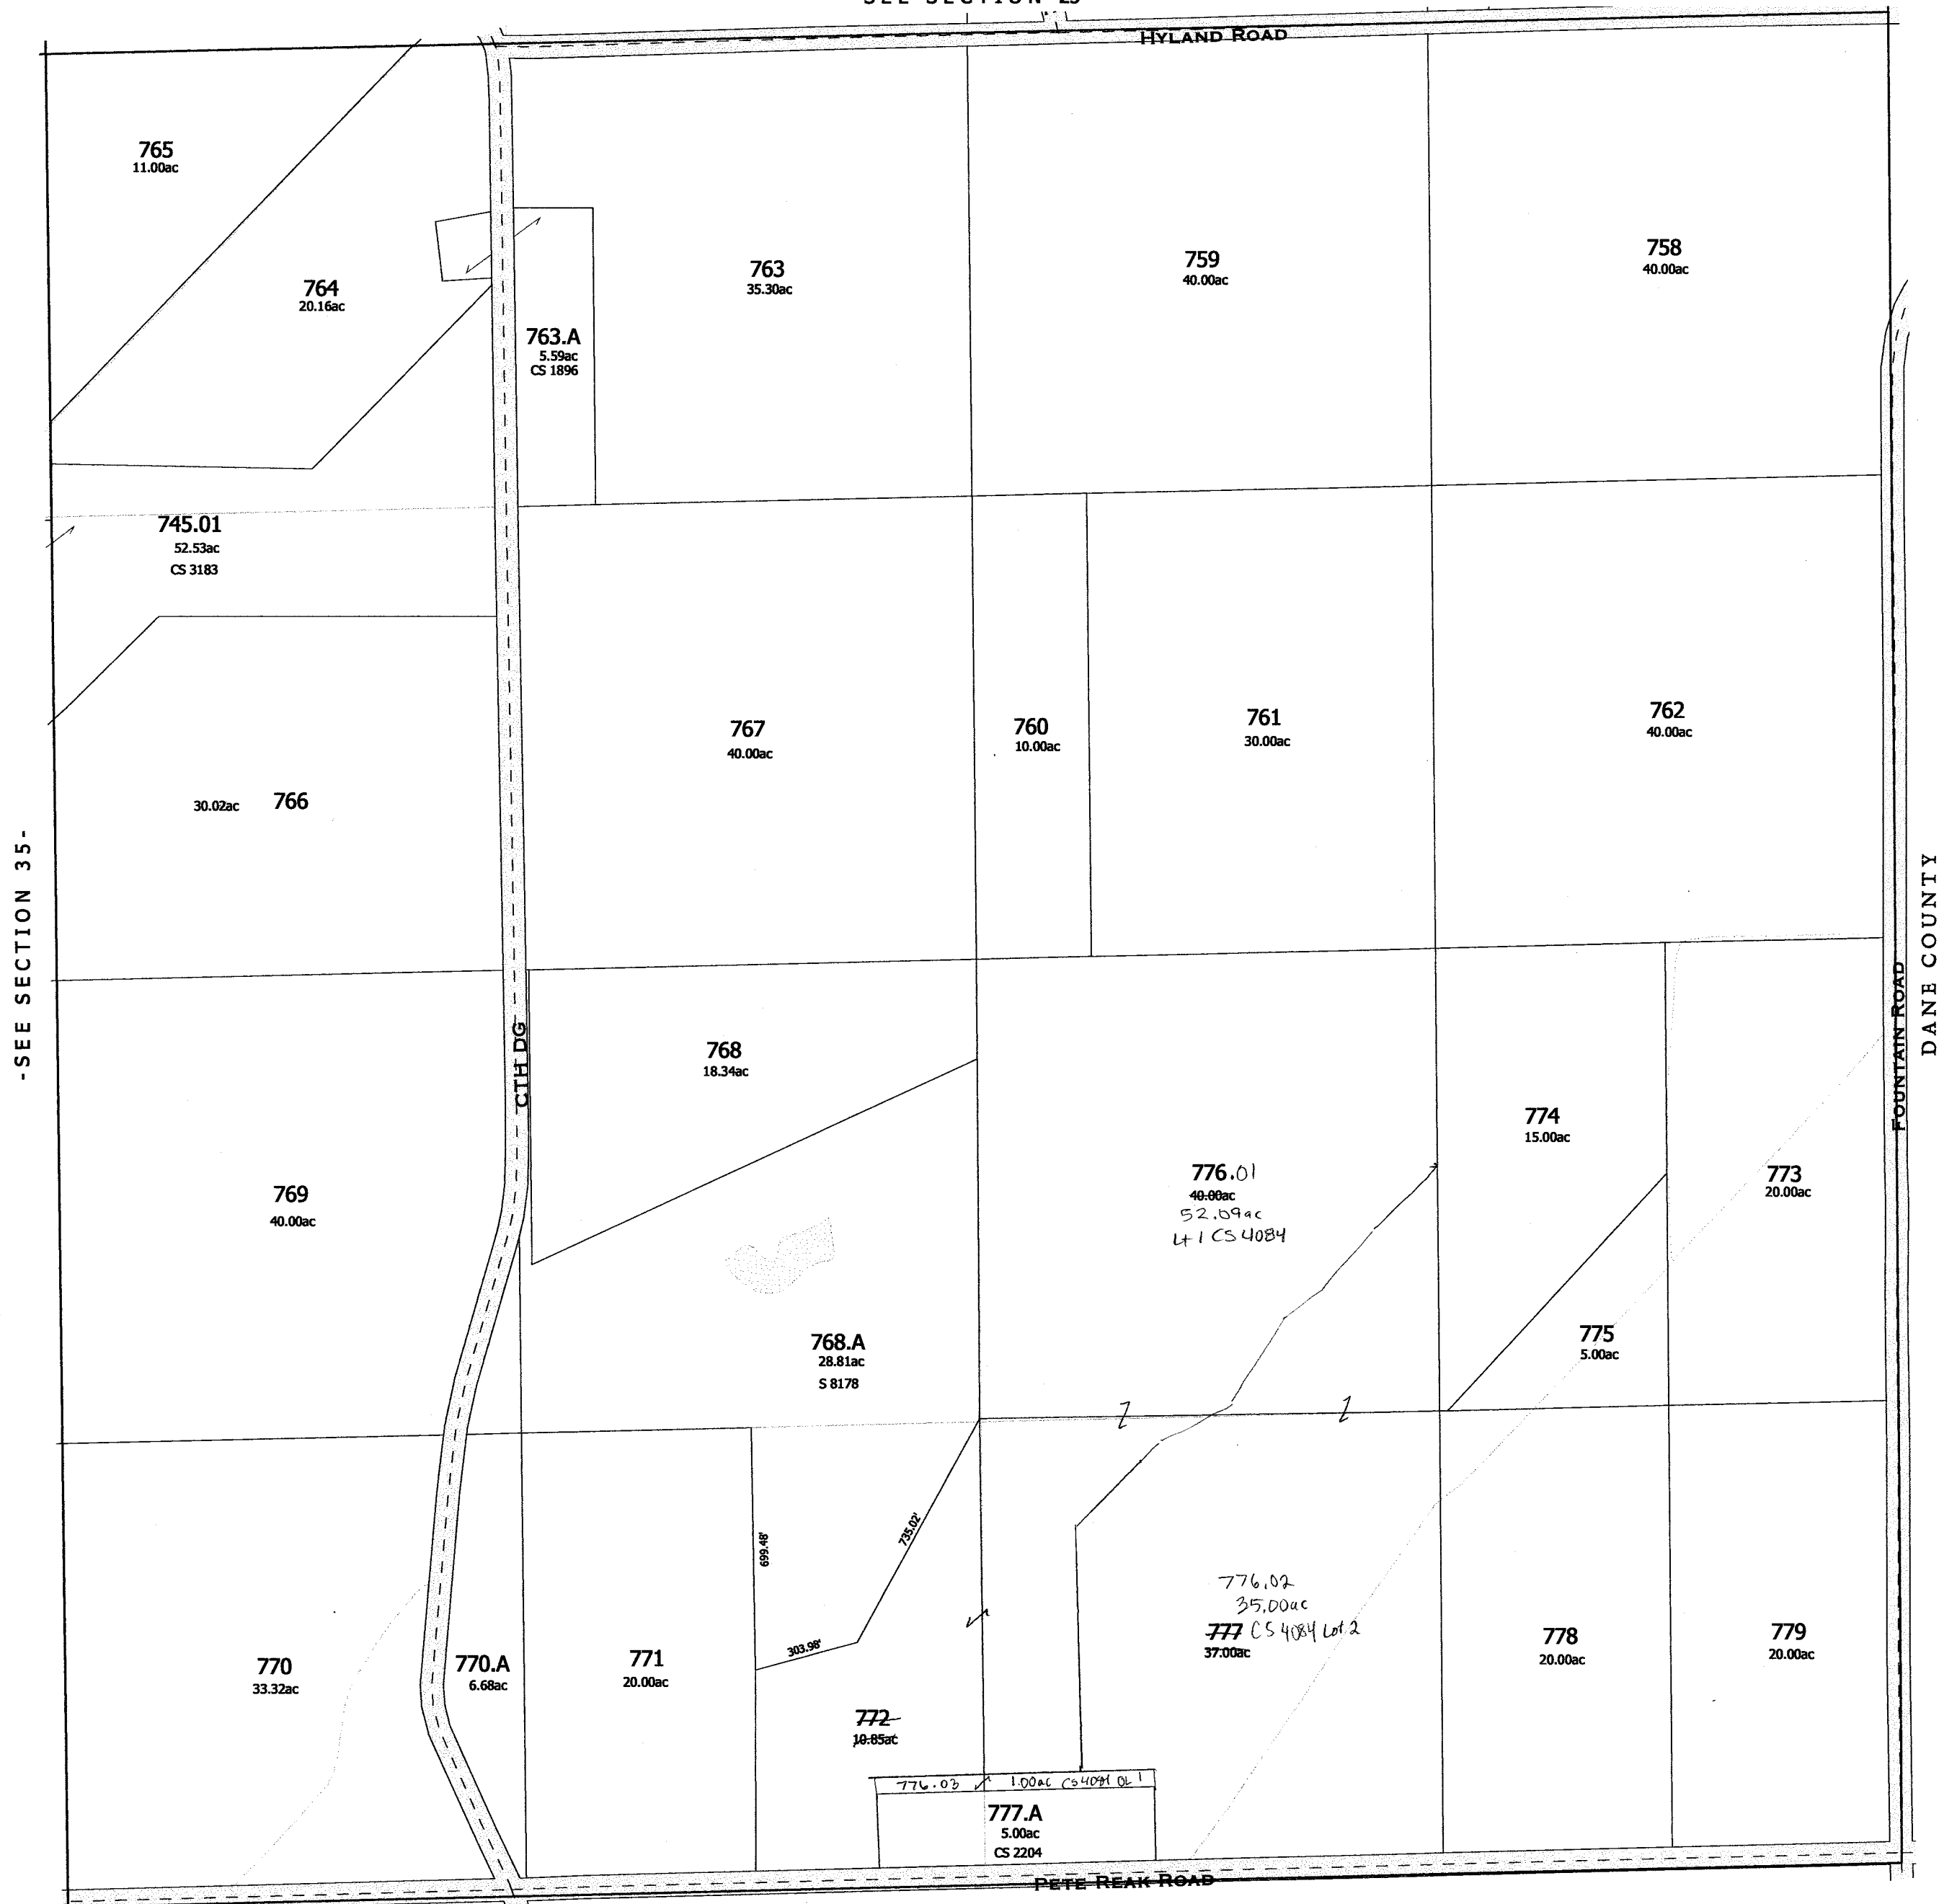 HYLAND ROAD
765
11.00ac
764
20.16ac
763
35.30ac
759
40.00ac
758
40.00ac
763.A
5.59ac
CS 1896
745.01
52.53ac
CS 3183
767
40.00ac
760
10.00ac
761
30.00ac
762
40.00ac
30.02ac 766
-SEE SECTION 35-
DANE COUNTY
FOUNTAIN ROAD
CTH DG
768
18.34ac
769
40.00ac
776.01
40.00ac
52.09ac
Lt 1 CS 4084
774
15.00ac
773
20.00ac
768.A
28.81ac
S 8178
775
5.00ac
699.48'
735.02'
303.98'
770
33.32ac
770.A
6.68ac
771
20.00ac
772
10.85ac
776.02
35.00ac
777 CS 4084 Lot 2
37.00ac
778
20.00ac
779
20.00ac
776.03 1.00ac CS 4084 OL 1
777.A
5.00ac
CS 2204
PETE REAK ROAD